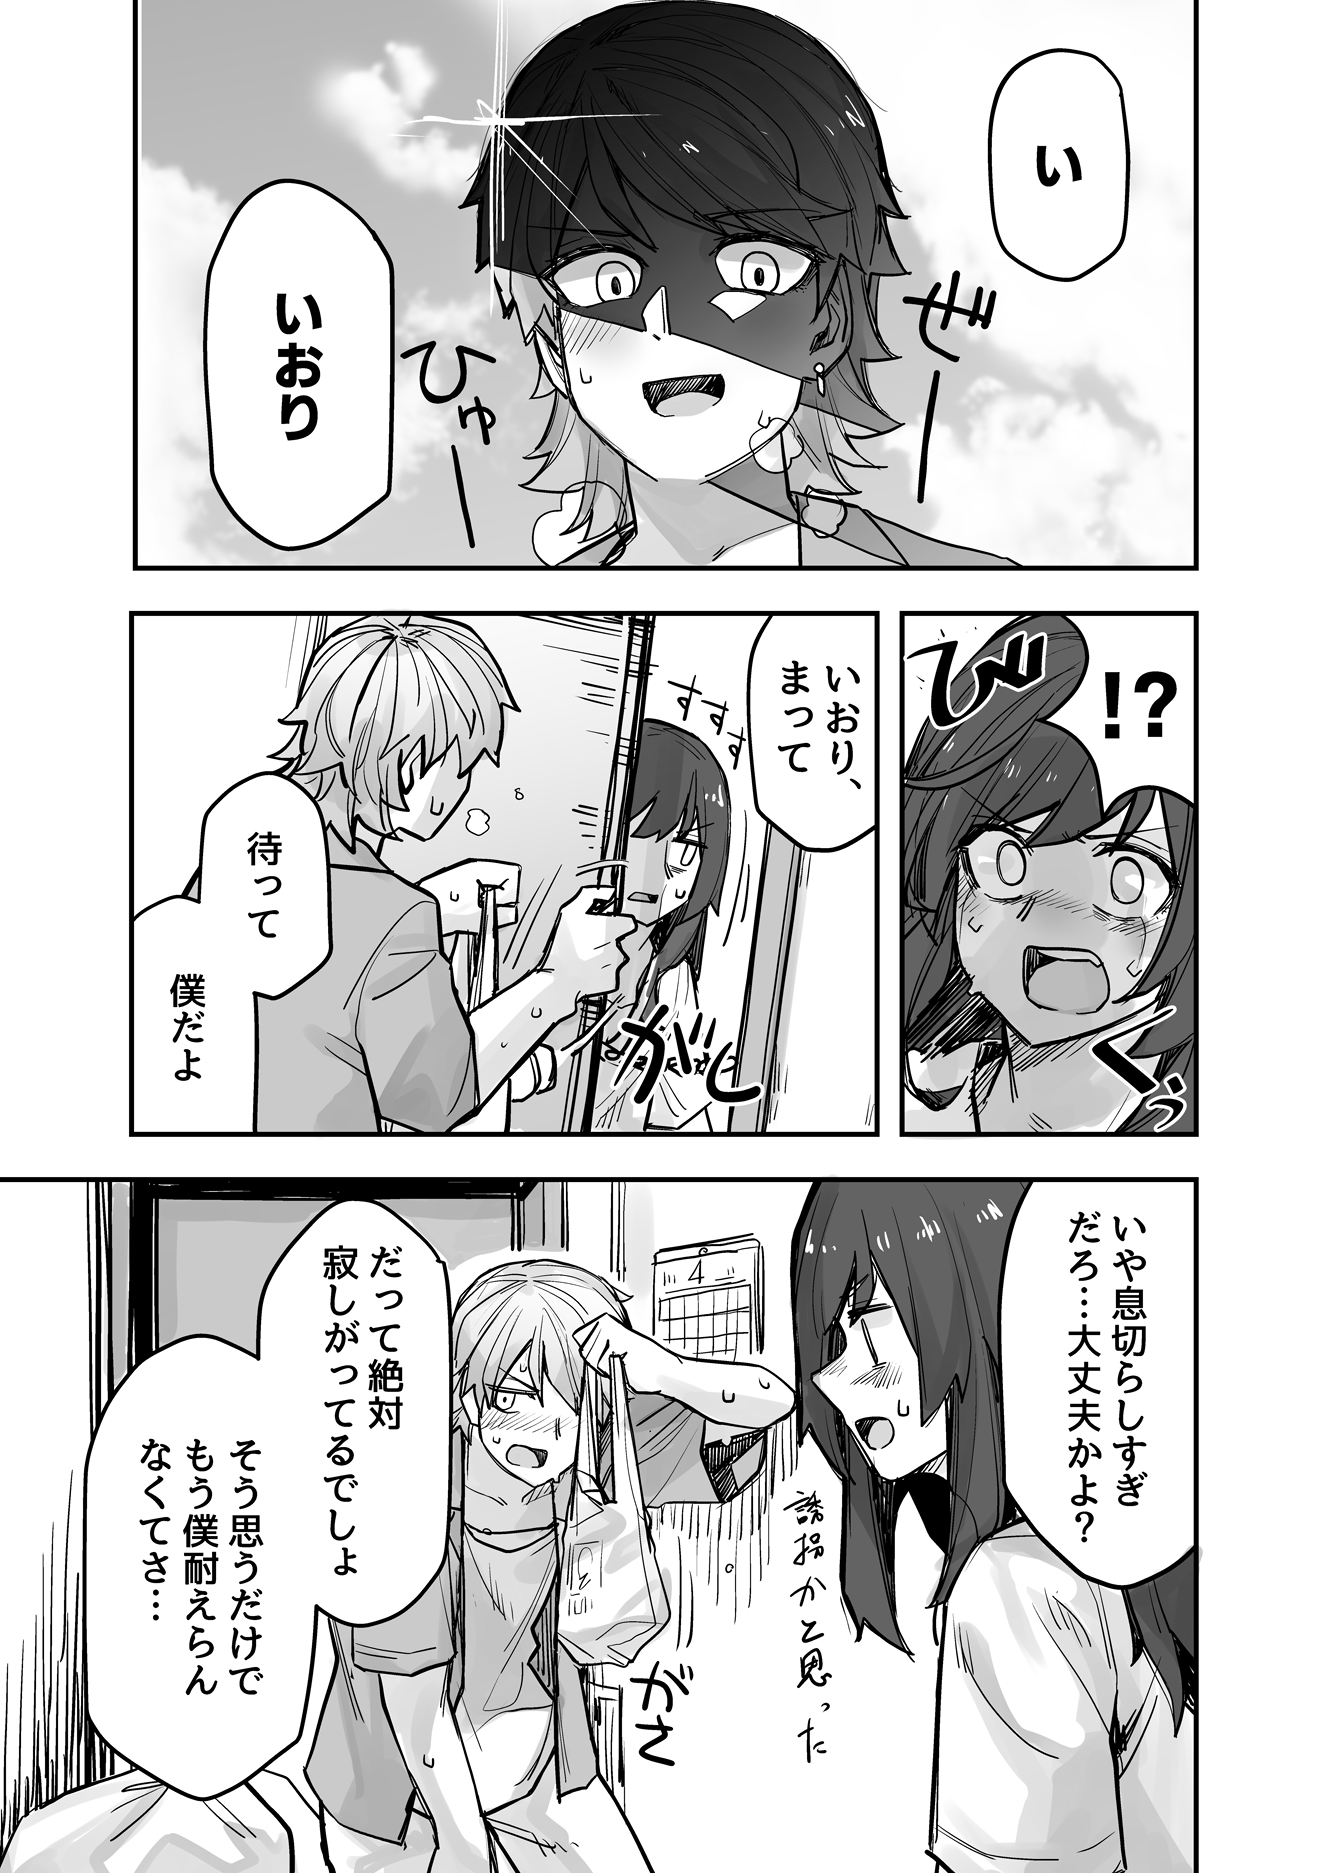 い
ぜー
ひゅー
いおり
!?
びく
くっ
いおり、
まって
すすす
がし
待って
僕だよ
いや息切らしすぎ
だろ…大丈夫かよ？
誘拐かと思った
4
がさ
だって絶対
寂しがってるでしょ
そう思うだけで
もう僕耐えらん
なくてさ…